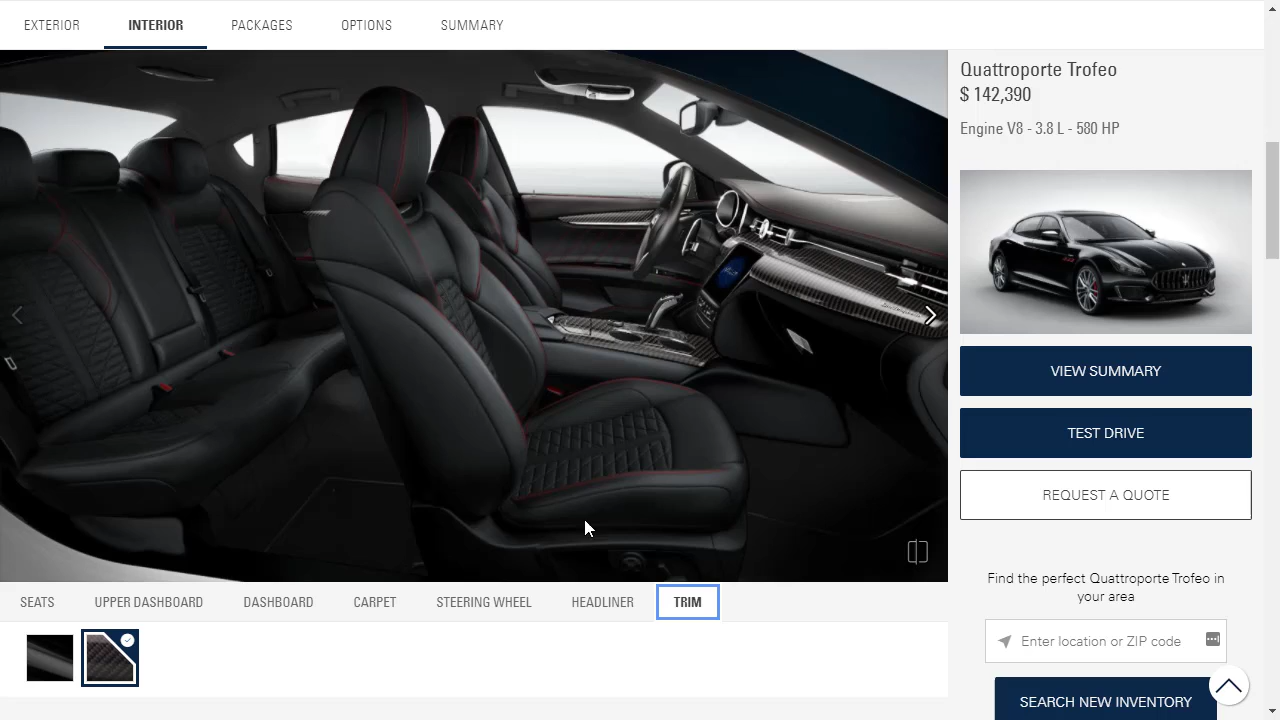 EXTERIOR
INTERIOR
PACKAGES
OPTIONS
SUMMARY
Quattroporte Trofeo
$ 142,390
Engine V8 - 3.8 L - 580 HP
VIEW SUMMARY
TEST DRIVE
REQUEST A QUOTE
Find the perfect Quattroporte Trofeo in
your area
Enter location or ZIP code
SEARCH NEW INVENTORY
SEATS
UPPER DASHBOARD
DASHBOARD
CARPET
STEERING WHEEL
HEADLINER
TRIM